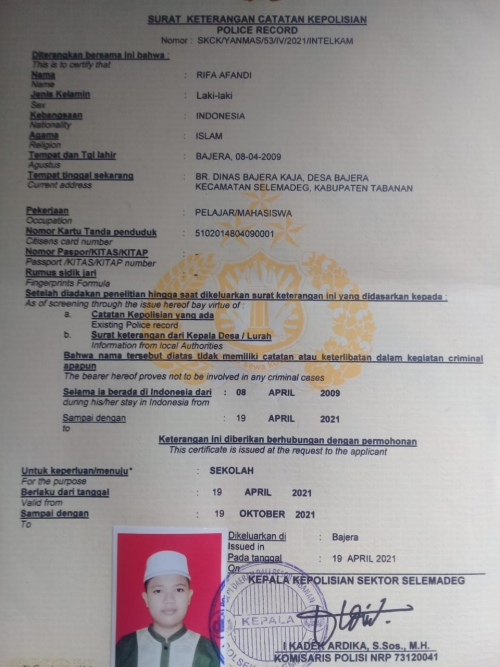 SURAT KETERANGAN CATATAN KEPOLISIAN
POLICE RECORD
Nomor : SKCK/YANMAS/53/IV/2021/INTELKAM
Diterangkan bersama ini bahwa :
This is to certify that
Nama : RIFA AFANDI
Name
Jenis Kelamin : Laki-laki
Sex
Kebangsaan : INDONESIA
Nationality
Agama : ISLAM
Religion
Tempat dan Tgl lahir : BAJERA, 08-04-2009
Agustus
Tempat tinggal sekarang : BR. DINAS BAJERA KAJA, DESA BAJERA
Current address KECAMATAN SELEMADEG, KABUPATEN TABANAN
Pekerjaan : PELAJAR/MAHASISWA
Occupation
Nomor Kartu Tanda penduduk : 5102014804090001
Citisens card number
Nomor Paspor/KITAS/KITAP : -
Passport /KITAS/KITAP number
Rumus sidik jari : -
Fingerprints Formula
Setelah diadakan penelitian hingga saat dikeluarkan surat keterangan ini yang didasarkan kepada :
As of screening through the issue hereof bay virtue of :
a. Catatan Kepolisian yang ada
Existing Police record
b. Surat keterangan dari Kepala Desa / Lurah
Information from local Authorities
Bahwa nama tersebut diatas tidak memiliki catatan atau keterlibatan dalam kegiatan criminal
apapun
The bearer hereof proves not to be involved in any criminal cases
Selama ia berada di Indonesia dari : 08 APRIL 2009
during his/her stay in Indonesia from
Sampai dengan : 19 APRIL 2021
to
Keterangan ini diberikan berhubungan dengan permohonan
This certificate is issued at the request to the applicant
Untuk keperluan/menuju* : SEKOLAH
For the purpose
Berlaku dari tanggal : 19 APRIL 2021
Valid from
Sampai dengan : 19 OKTOBER 2021
To
Dikeluarkan di : Bajera
Issued in
Pada tanggal : 19 APRIL 2021
On
KEPALA KEPOLISIAN SEKTOR SELEMADEG
KEPALA
I KADEK ARDIKA, S.Sos., M.H.
KOMISARIS POLISI NRP 73120041